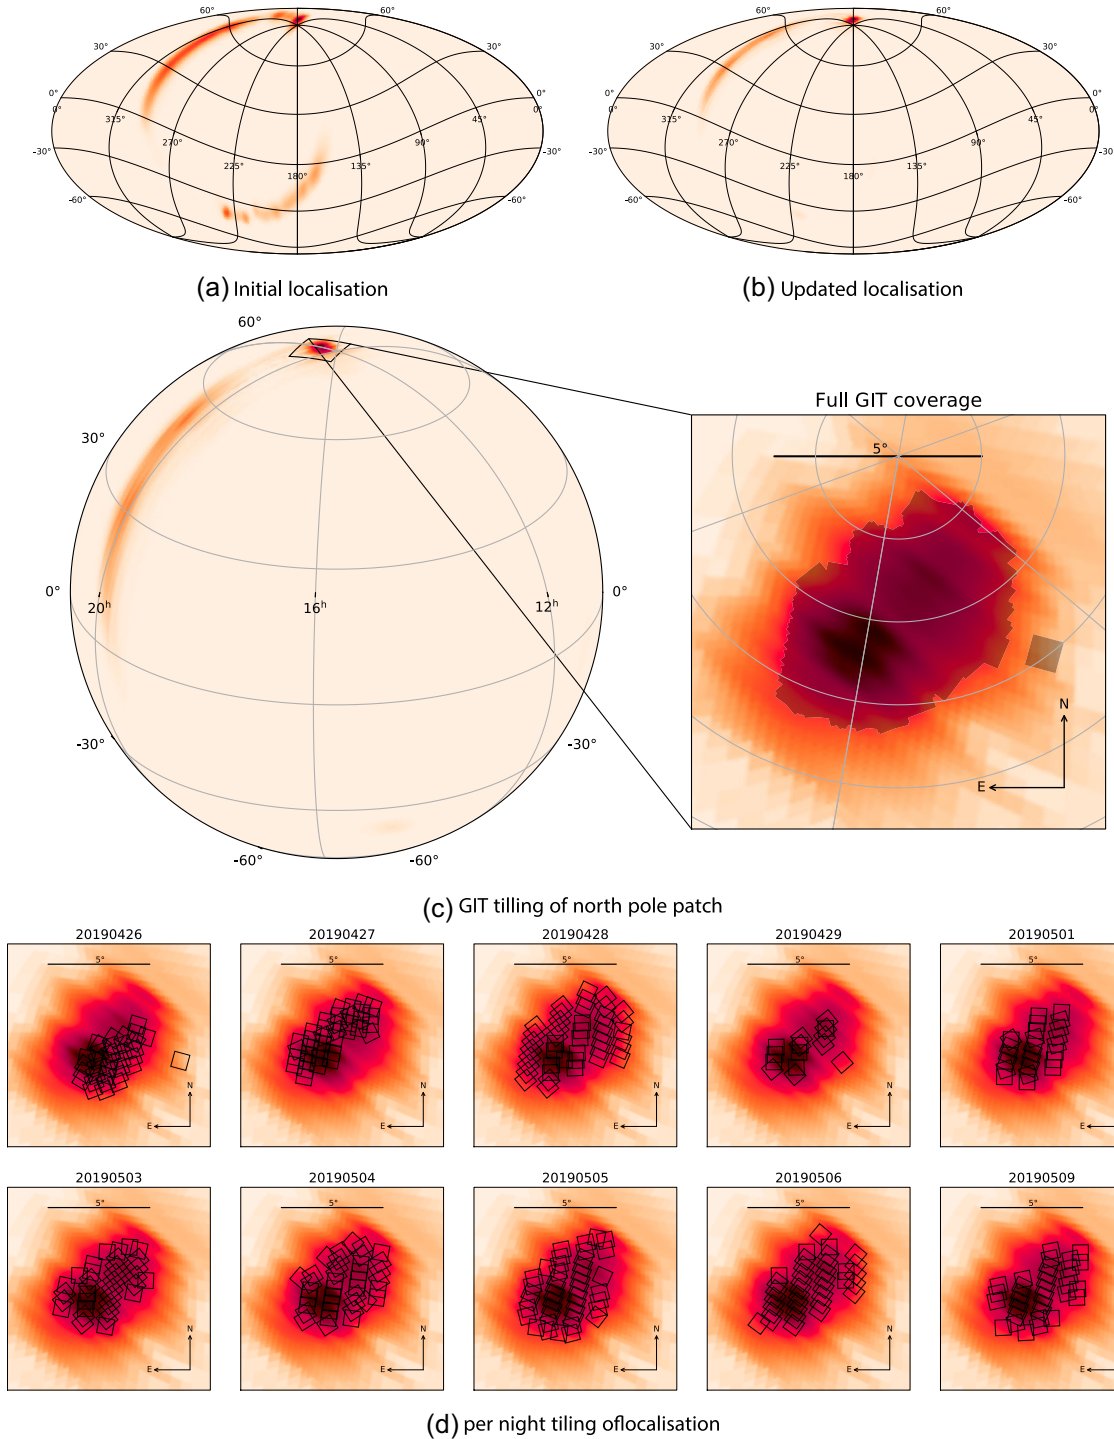 60° 60°
30° 30°
0° 0°
0° 0°
315° 45°
270° 90°
-30° 225° 135° -30°
180°
-60° -60°
(a) Initial localisation
60° 60°
30° 30°
0° 0°
0° 0°
315° 45°
270° 90°
-30° 225° 135° -30°
180°
-60° -60°
(b) Updated localisation
60°
30°
0° 20h 16h 12h 0°
-30° -30°
-60° -60°
Full GIT coverage
5°
N
E
(c) GIT tilling of north pole patch
20190426 20190427 20190428 20190429 20190501
5° 5° 5° 5° 5°
N N N N N
E E E E E
20190503 20190504 20190505 20190506 20190509
5° 5° 5° 5° 5°
N N N N N
E E E E E
(d) per night tiling oflocalisation